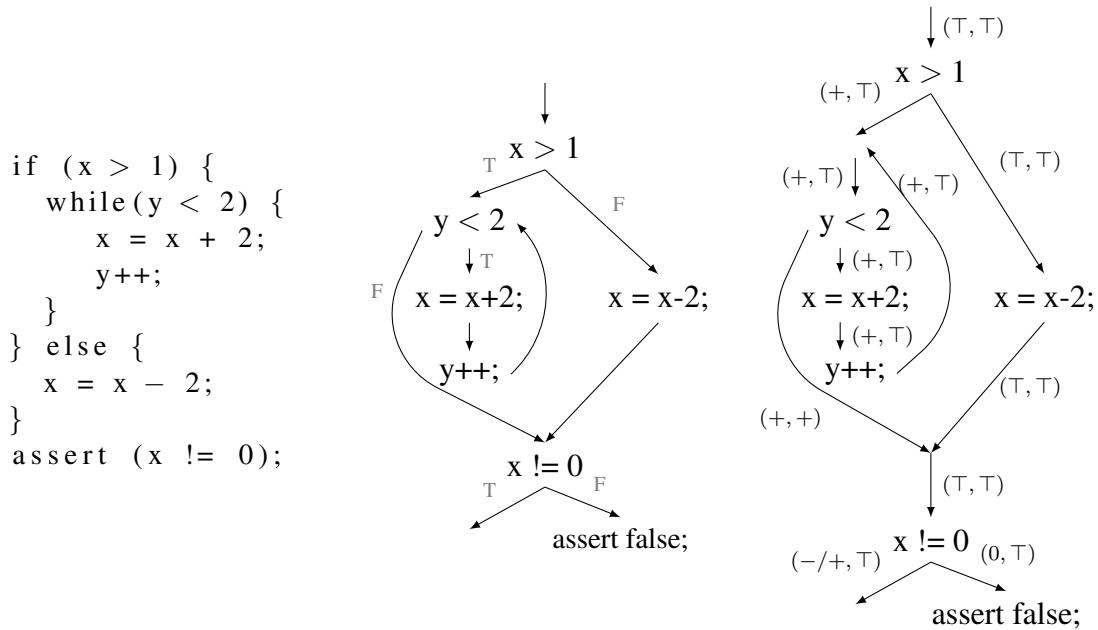 if (x > 1) {
while(y < 2) {
x = x + 2;
y++;
}
} else {
x = x − 2;
}
assert (x != 0);
x > 1
T
F
y < 2
T
F
x = x+2;
x = x-2;
y++;
x != 0
T
F
assert false;
(⊤, ⊤)
x > 1
(+, ⊤)
(⊤, ⊤)
(+, ⊤)
(+, ⊤)
y < 2
(+, ⊤)
x = x+2;
x = x-2;
(+, ⊤)
y++;
(⊤, ⊤)
(+, +)
(⊤, ⊤)
x != 0
(−/+, ⊤)
(0, ⊤)
assert false;